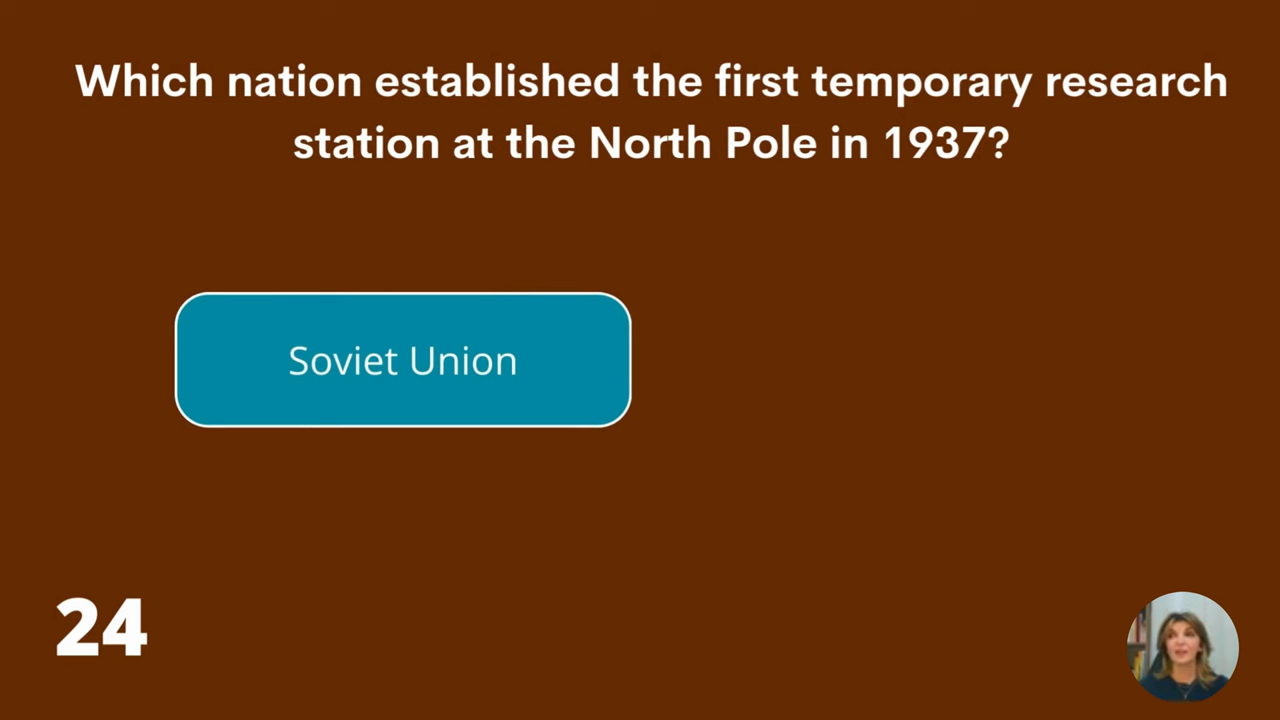 Which nation established the first temporary research
station at the North Pole in 1937?
Soviet Union
24